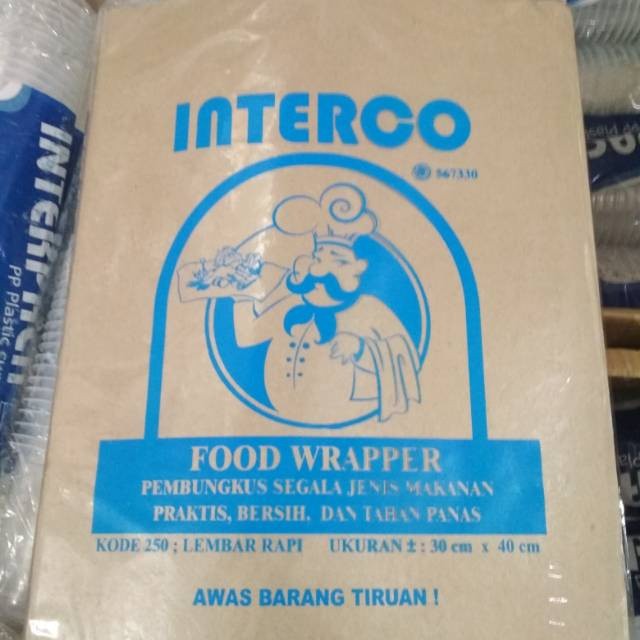 INTERCO
567330
FOOD WRAPPER
PEMBUNGKUS SEGALA JENIS MAKANAN
PRAKTIS, BERSIH, DAN TAHAN PANAS
KODE 250 ; LEMBAR RAPI UKURAN ± : 30 cm x 40 cm
AWAS BARANG TIRUAN !
PP Plastic